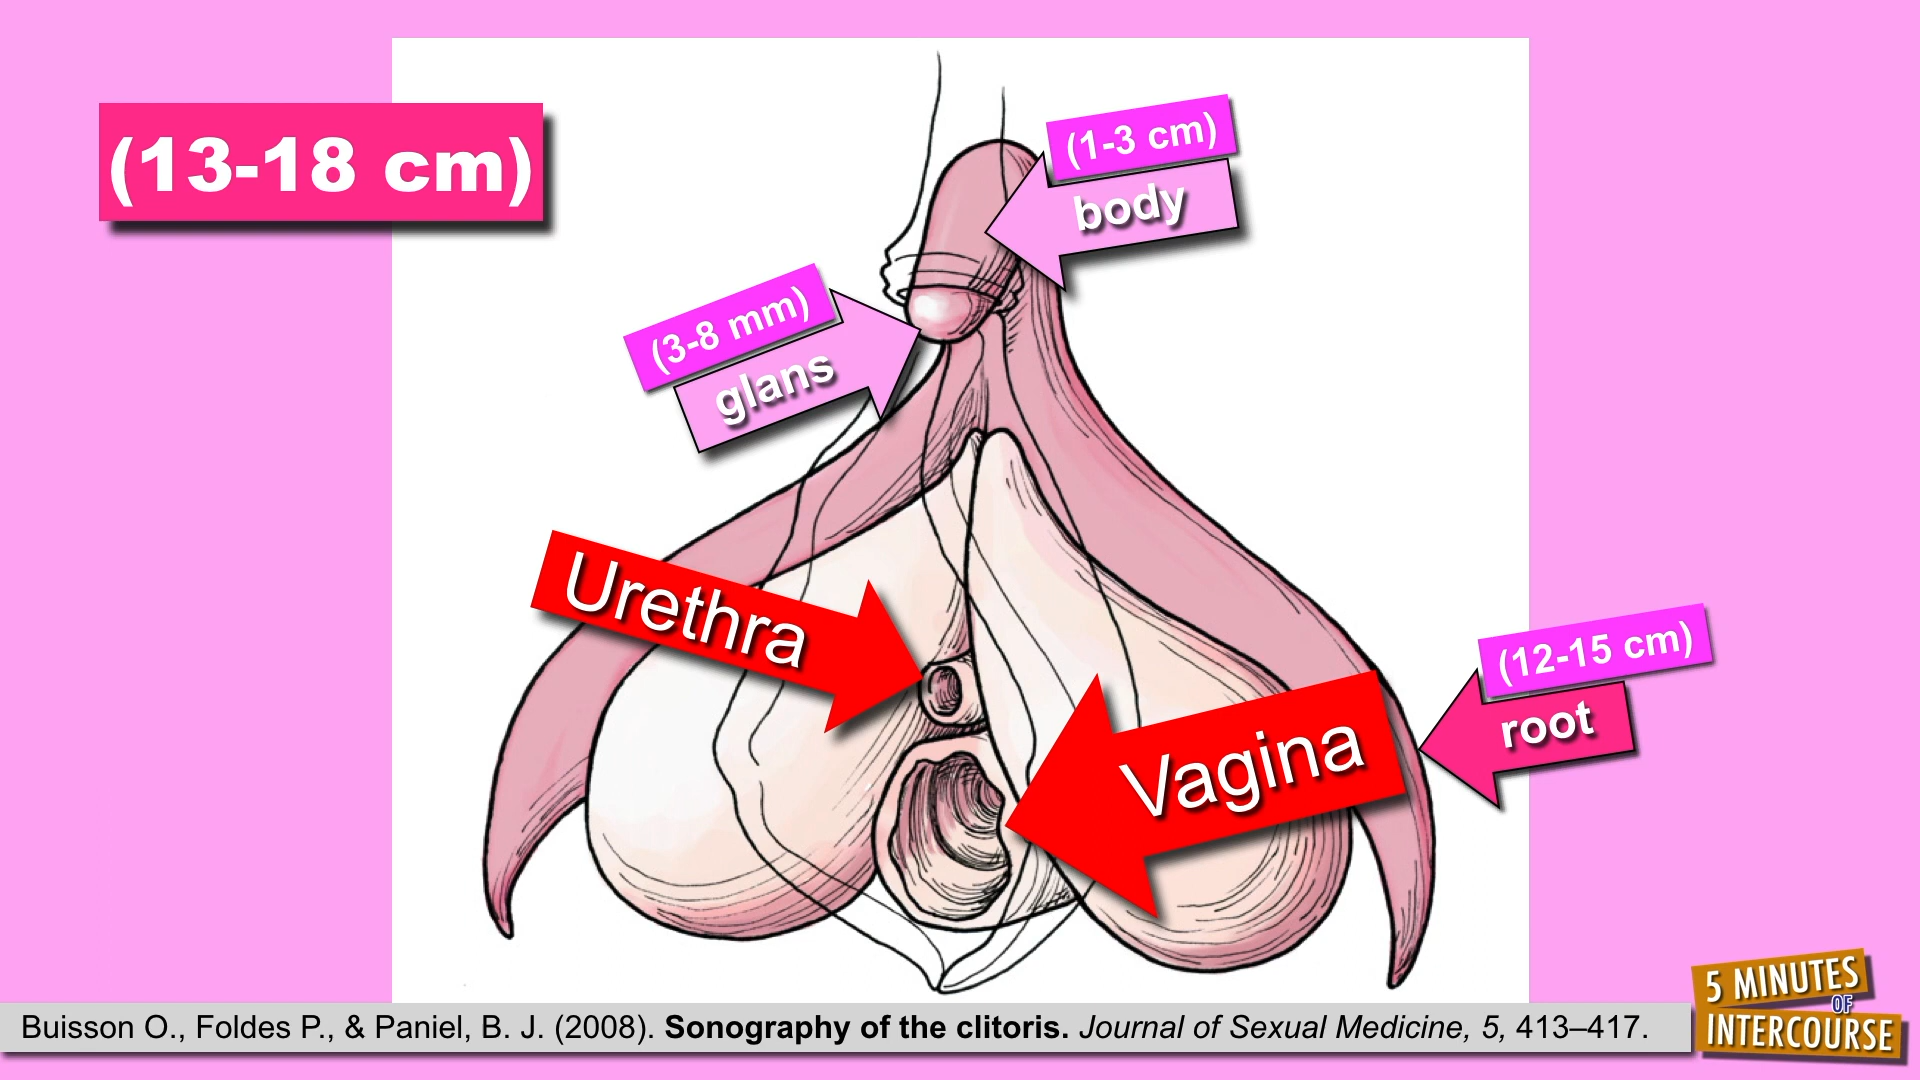 (13-18 cm)
(1-3 cm)
body
(3-8 mm)
glans
Urethra
(12-15 cm)
root
Vagina
Buisson O., Foldes P., & Paniel, B. J. (2008). Sonography of the clitoris. Journal of Sexual Medicine, 5, 413–417.
5 MINUTES
OF
INTERCOURSE